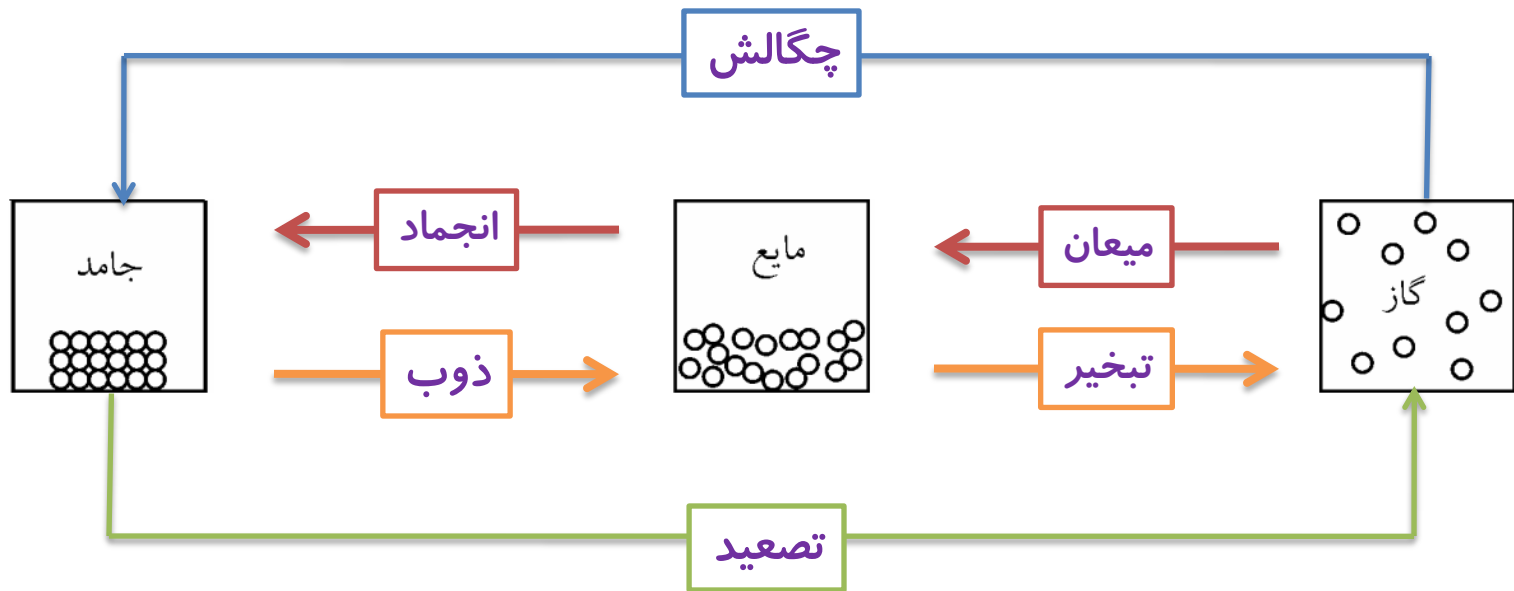 چگالش
انجماد
میعان
جامد
مایع
گاز
ذوب
تبخیر
تصعید